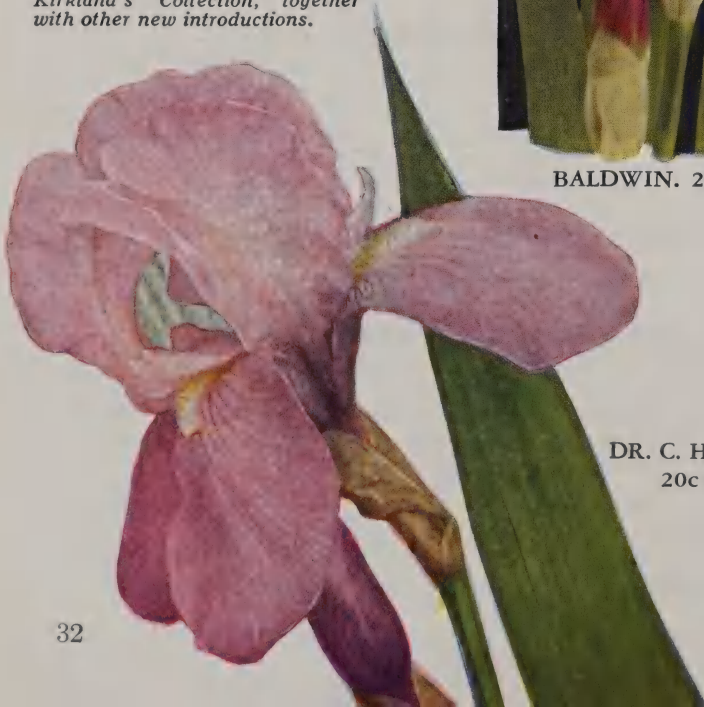 Kirkland's Collection, together
with other new introductions.
BALDWIN. 2
DR. C. H
20c
32